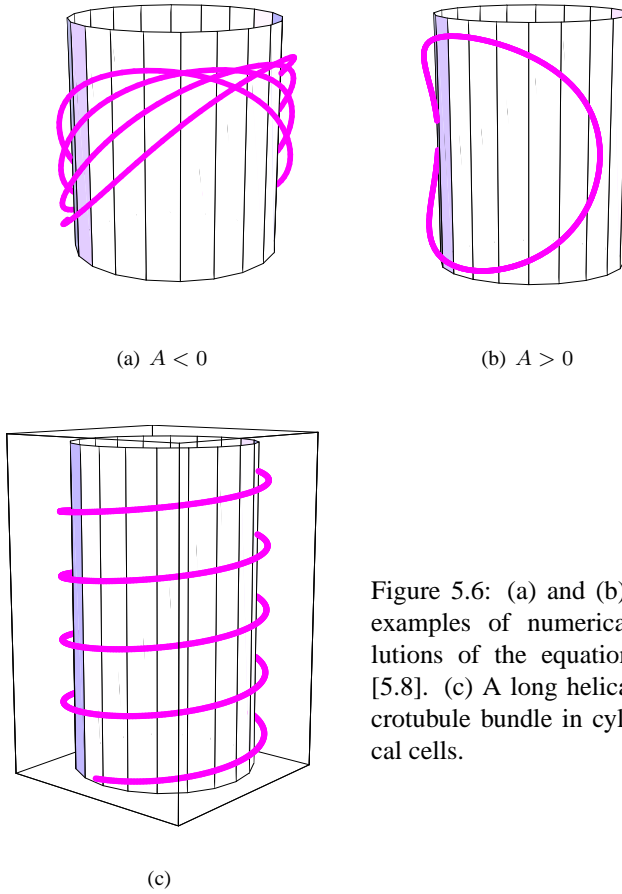 (a) A < 0
(b) A > 0
Figure 5.6: (a) and (b)
examples of numerica
lutions of the equation
[5.8]. (c) A long helica
crotubule bundle in cyl
cal cells.
(c)